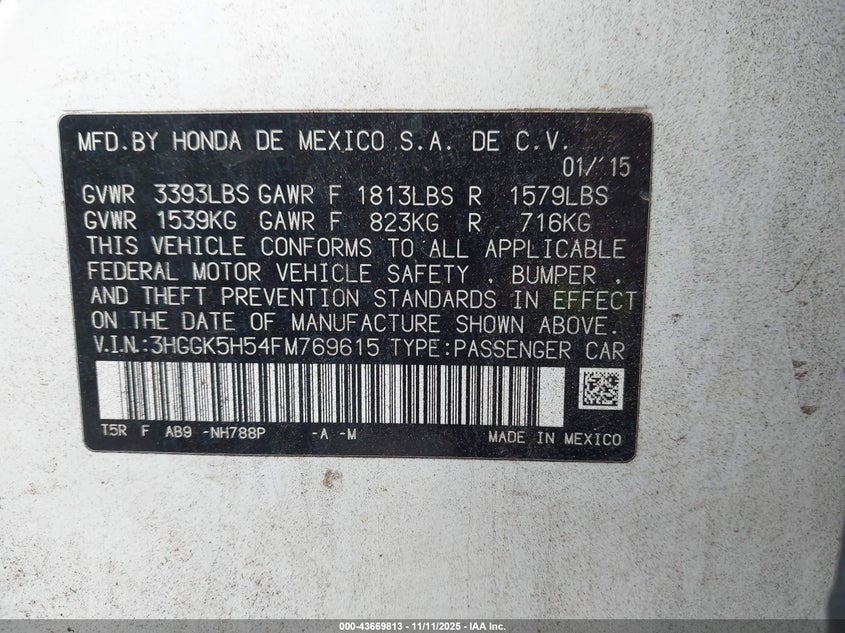 MFD.BY HONDA DE MEXICO S.A. DE C.V.
01/'15
GVWR 3393LBS GAWR F 1813LBS R 1579LBS
GVWR 1539KG GAWR F 823KG R 716KG
THIS VEHICLE CONFORMS TO ALL APPLICABLE
FEDERAL MOTOR VEHICLE SAFETY , BUMPER ,
AND THEFT PREVENTION STANDARDS IN EFFECT
ON THE DATE OF MANUFACTURE SHOWN ABOVE.
V.I.N.:3HGGK5H54FM769615 TYPE:PASSENGER CAR
T5R F AB9 -NH788P -A -M MADE IN MEXICO
000-43669813 - 11/11/2025 - IAA Inc.